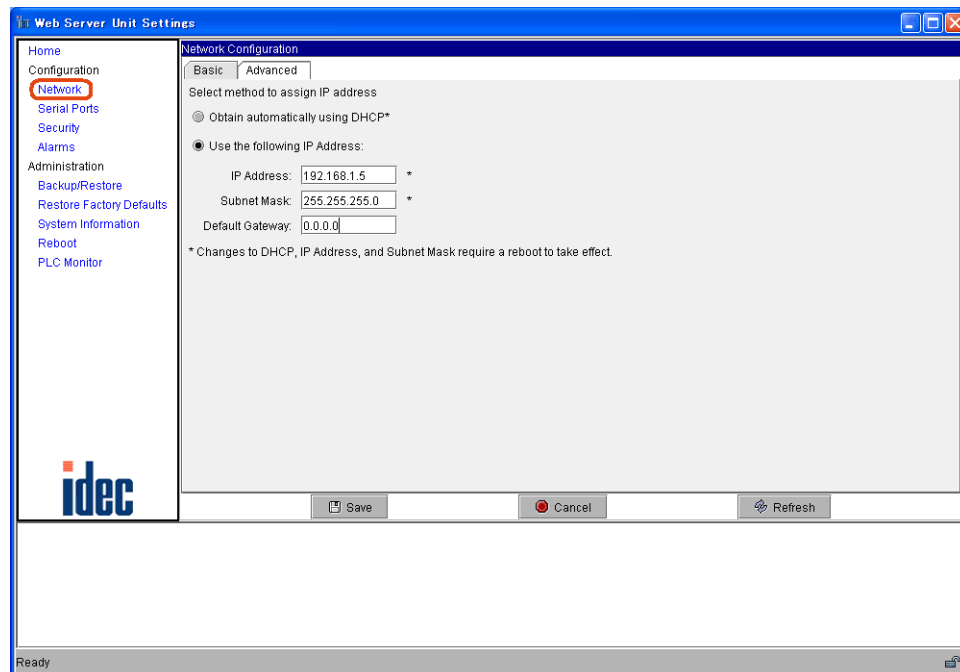 Web Server Unit Settings
Home
Configuration
Network
Serial Ports
Security
Alarms
Administration
Backup/Restore
Restore Factory Defaults
System Information
Reboot
PLC Monitor
idec
Network Configuration
Basic Advanced
Select method to assign IP address
Obtain automatically using DHCP*
Use the following IP Address:
IP Address: 192.168.1.5 *
Subnet Mask: 255.255.255.0 *
Default Gateway: 0.0.0.0
* Changes to DHCP, IP Address, and Subnet Mask require a reboot to take effect.
Save Cancel Refresh
Ready